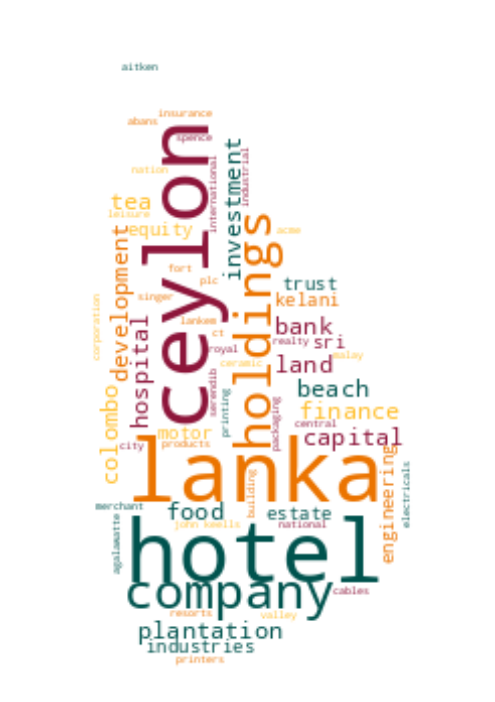 aitken
insurance
abans
spence
ceylon
international
industrial
investment
nation
tea
leisure
equity
holdings
acme
development
fort
plc
trust
singer
kelani
corporation
hospital
lankem
bank
ct
realty
sri
royal
malay
ceramic
land
serendib
beach
colombo
printing
packaging
finance
central
motor
capital
city
products
lanka
engineering
electricals
building
merchant
food
estate
agalamatte
john keells
national
hotel
company
cables
resorts
valley
plantation
industries
printers